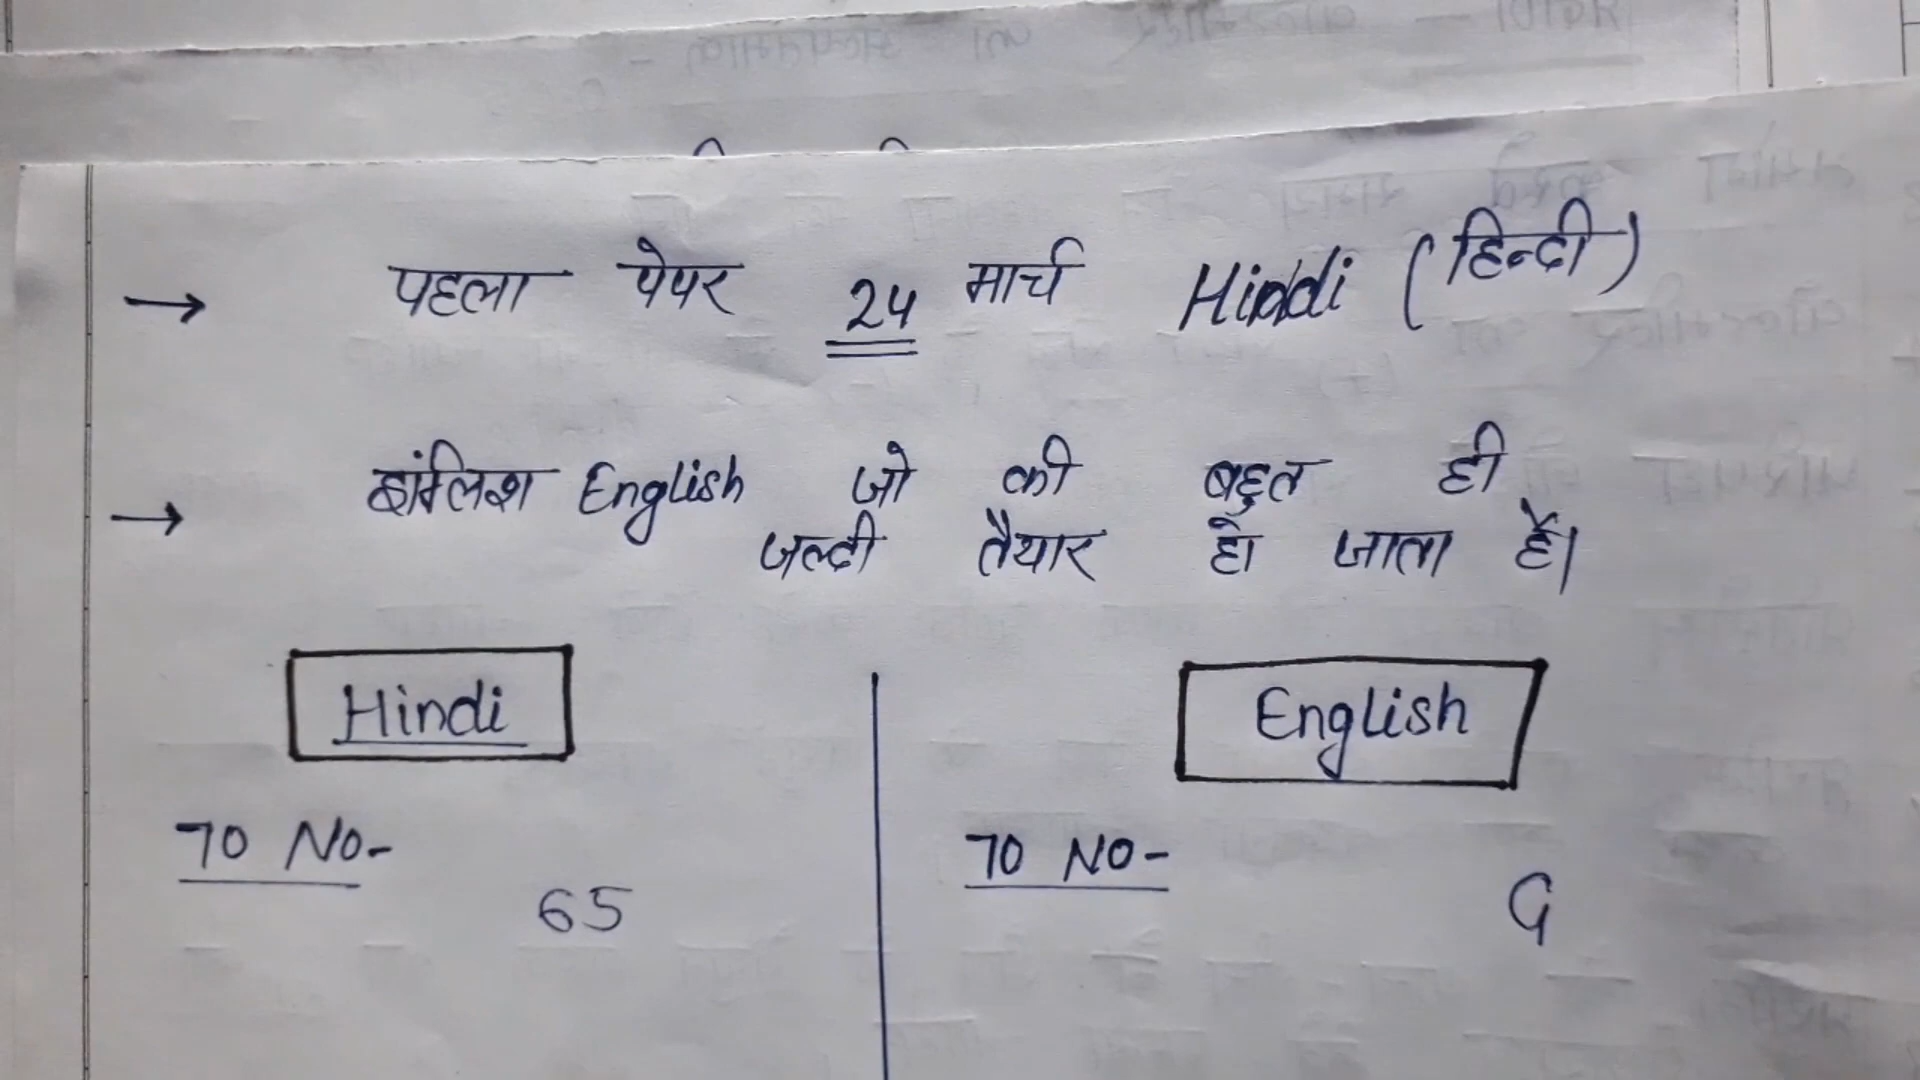 → पहला पेपर 24 मार्च Hindi (हिन्दी)
→ इंग्लिश English जो की बहुत ही
जल्दी तैयार हो जाता है।
Hindi
English
70 No-
70 NO-
65